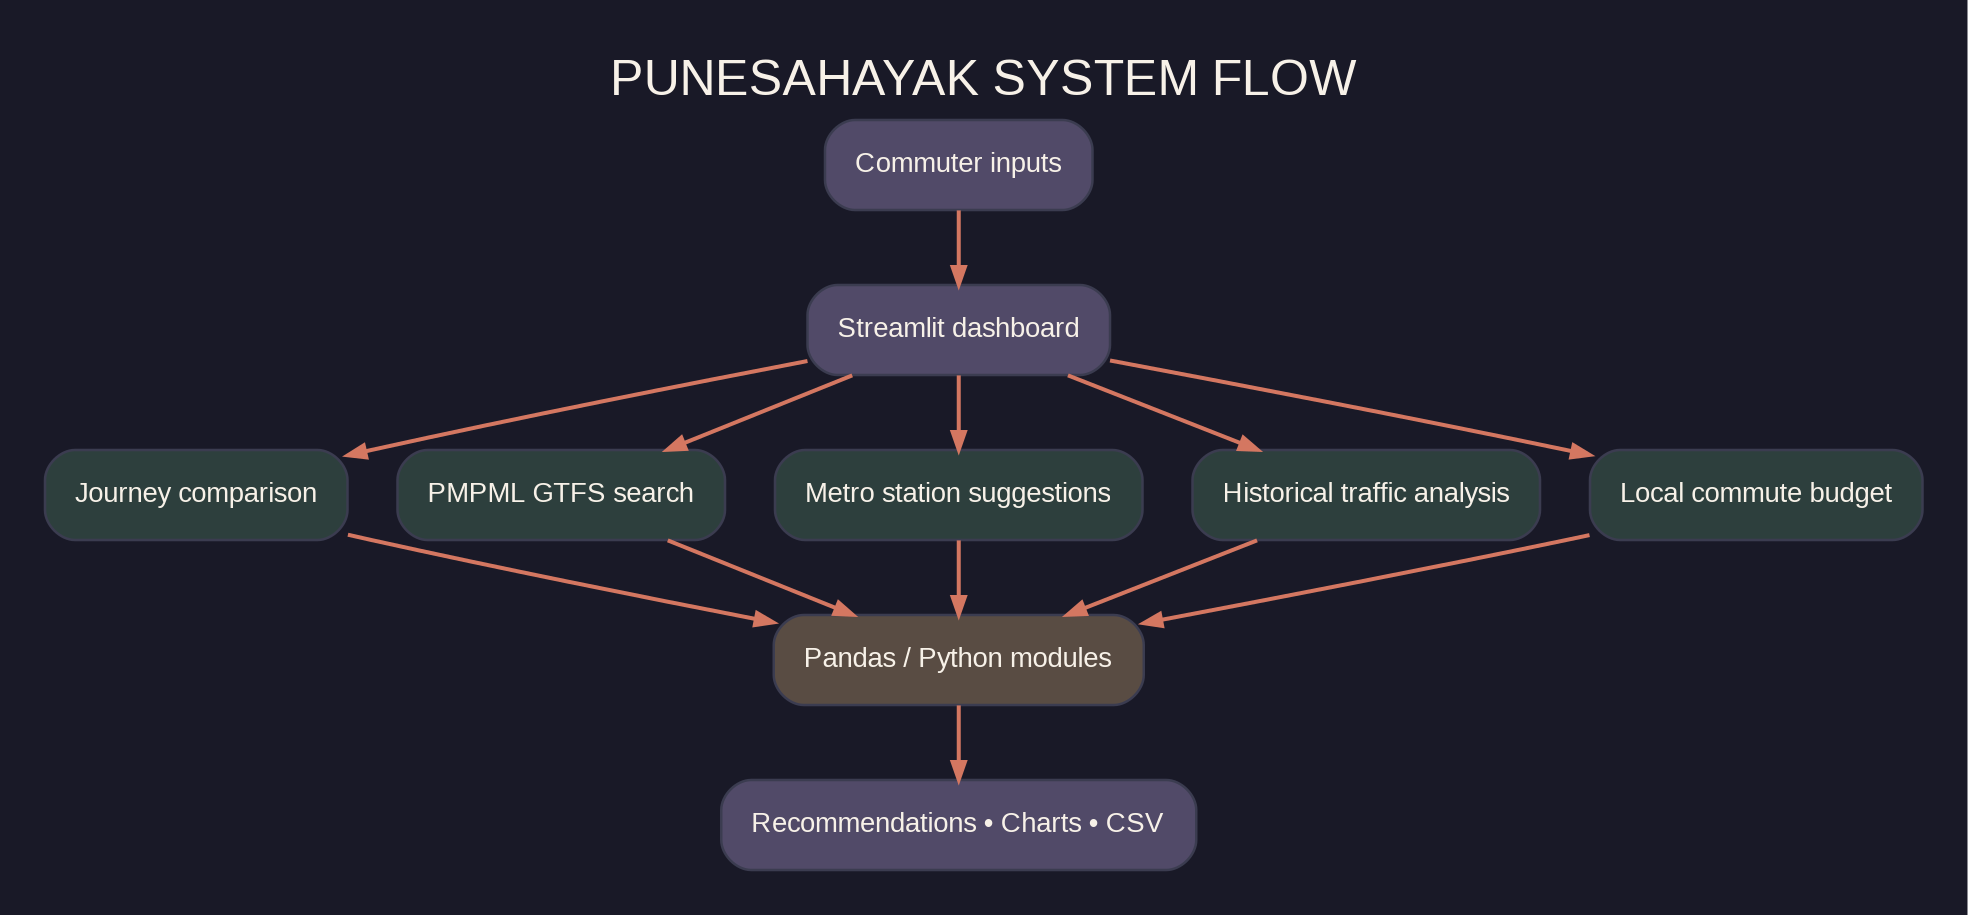 PUNESAHAYAK SYSTEM FLOW
Commuter inputs
Streamlit dashboard
Journey comparison
PMPML GTFS search
Metro station suggestions
Historical traffic analysis
Local commute budget
Pandas / Python modules
Recommendations • Charts • CSV